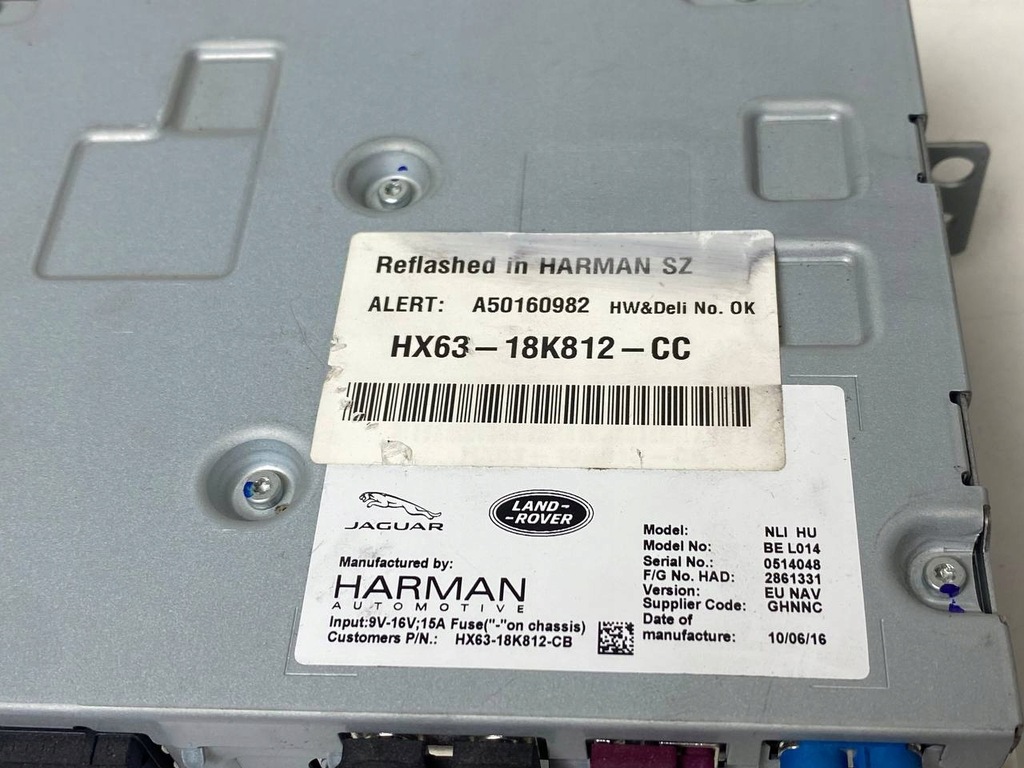 Reflashed in HARMAN SZ
ALERT: A50160982 HW&Deli No. OK
HX63-18K812-CC
JAGUAR
LAND-
-ROVER
Manufactured by:
HARMAN
AUTOMOTIVE
Input:9V-16V;15A Fuse("-"on chassis)
Customers P/N.: HX63-18K812-CB
Model: NLI HU
Model No: BE L014
Serial No.: 0514048
F/G No. HAD: 2861331
Version: EU NAV
Supplier Code: GHNNC
Date of
manufacture: 10/06/16